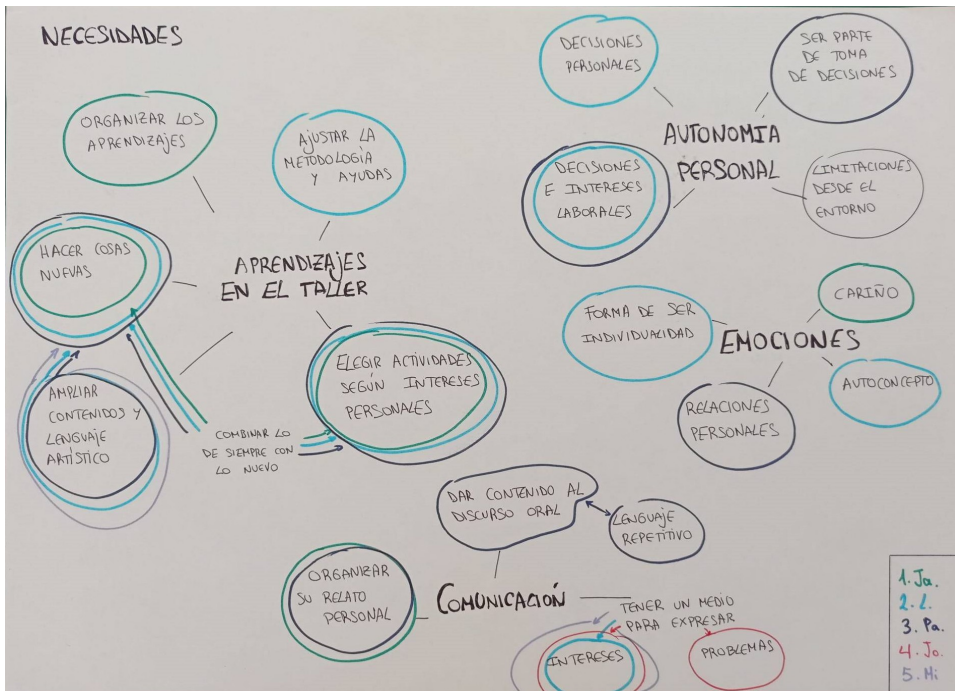 NECESIDADES
ORGANIZAR LOS
APRENDIZAJES
AJUSTAR LA
METODOLOGÍA
Y AYUDAS
HACER COSAS
NUEVAS
APRENDIZAJES
EN EL TALLER
AMPLIAR
CONTENIDOS Y
LENGUAJE
ARTÍSTICO
COMBINAR LO
DE SIEMPRE CON
LO NUEVO
ELEGIR ACTIVIDADES
SEGÚN INTERESES
PERSONALES
DECISIONES
PERSONALES
SER PARTE
DE TOMA
DE DECISIONES
AUTONOMIA
PERSONAL
DECISIONES
E INTERESES
LABORALES
LIMITACIONES
DESDE EL
ENTORNO
FORMA DE SER
INDIVIDUALIDAD
CARIÑO
EMOCIONES
AUTOCONCEPTO
RELACIONES
PERSONALES
DAR CONTENIDO AL
DISCURSO ORAL
LENGUAJE
REPETITIVO
ORGANIZAR
SU RELATO
PERSONAL
COMUNICACIÓN
TENER UN MEDIO
PARA EXPRESAR
INTERESES
PROBLEMAS
1. Ja.
2. L.
3. Pa.
4. Jo.
5. Mi